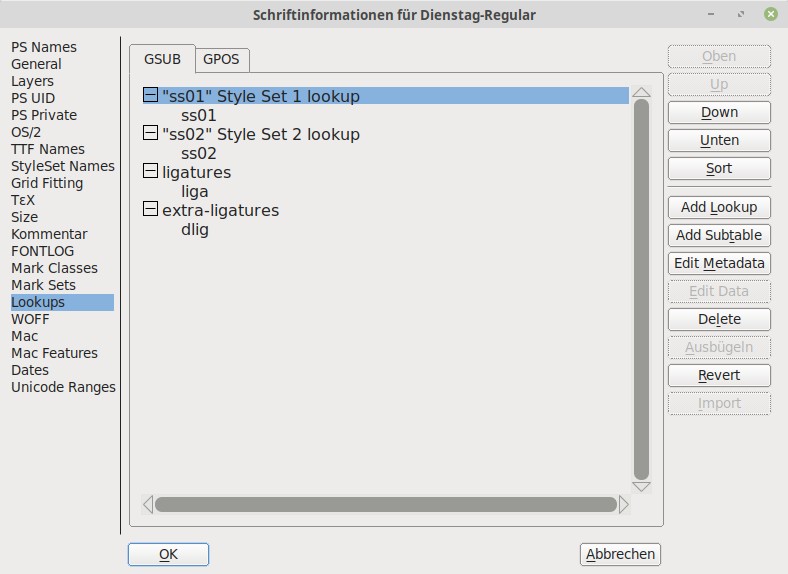 Schriftinformationen für Dienstag-Regular
PS Names
General
Layers
PS UID
PS Private
OS/2
TTF Names
StyleSet Names
Grid Fitting
TεX
Size
Kommentar
FONTLOG
Mark Classes
Mark Sets
Lookups
WOFF
Mac
Mac Features
Dates
Unicode Ranges
GSUB
GPOS
"ss01" Style Set 1 lookup
ss01
"ss02" Style Set 2 lookup
ss02
ligatures
liga
extra-ligatures
dlig
Oben
Up
Down
Unten
Sort
Add Lookup
Add Subtable
Edit Metadata
Edit Data
Delete
Ausbügeln
Revert
Import
OK
Abbrechen